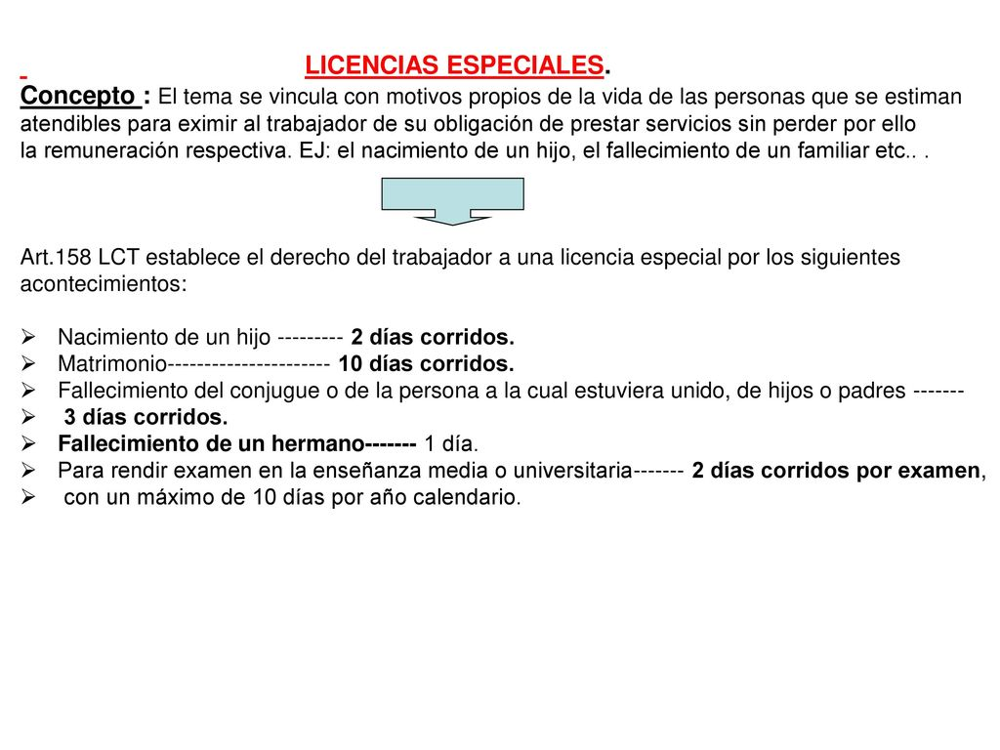 LICENCIAS ESPECIALES.
Concepto : El tema se vincula con motivos propios de la vida de las personas que se estiman
atendibles para eximir al trabajador de su obligación de prestar servicios sin perder por ello
la remuneración respectiva. EJ: el nacimiento de un hijo, el fallecimiento de un familiar etc.. .
Art.158 LCT establece el derecho del trabajador a una licencia especial por los siguientes
acontecimientos:
➢ Nacimiento de un hijo --------- 2 días corridos.
➢ Matrimonio---------------------- 10 días corridos.
➢ Fallecimiento del conjugue o de la persona a la cual estuviera unido, de hijos o padres -------
➢ 3 días corridos.
➢ Fallecimiento de un hermano------- 1 día.
➢ Para rendir examen en la enseñanza media o universitaria------- 2 días corridos por examen,
➢ con un máximo de 10 días por año calendario.